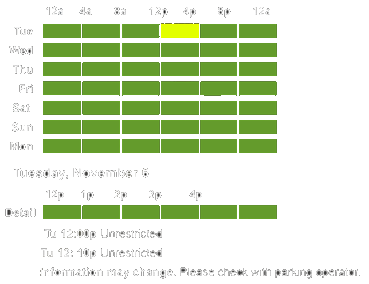 12a 4a 8a 12p 4p 8p 12a
Tue
Wed
Thu
Fri
Sat
Sun
Mon
Tuesday, November 6
12p 1p 2p 3p 4p
Detail
Tu 12:00p Unrestricted
Tu 12: 10p Unrestricted
Information may change. Please check with parking operator.